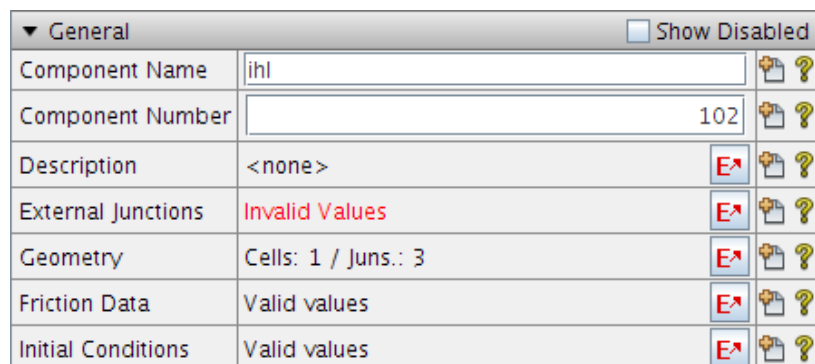 ▼ General Show Disabled
Component Name ihl
Component Number 102
Description <none> E
External Junctions Invalid Values E
Geometry Cells: 1 / Juns.: 3 E
Friction Data Valid values E
Initial Conditions Valid values E